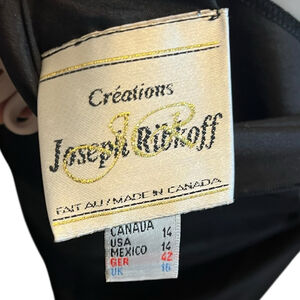 Créations
Joseph Ribkoff
FAIT AU/MADE IN CANADA
CANADA 14
USA 14
MEXICO 14
GER 42
UK 16